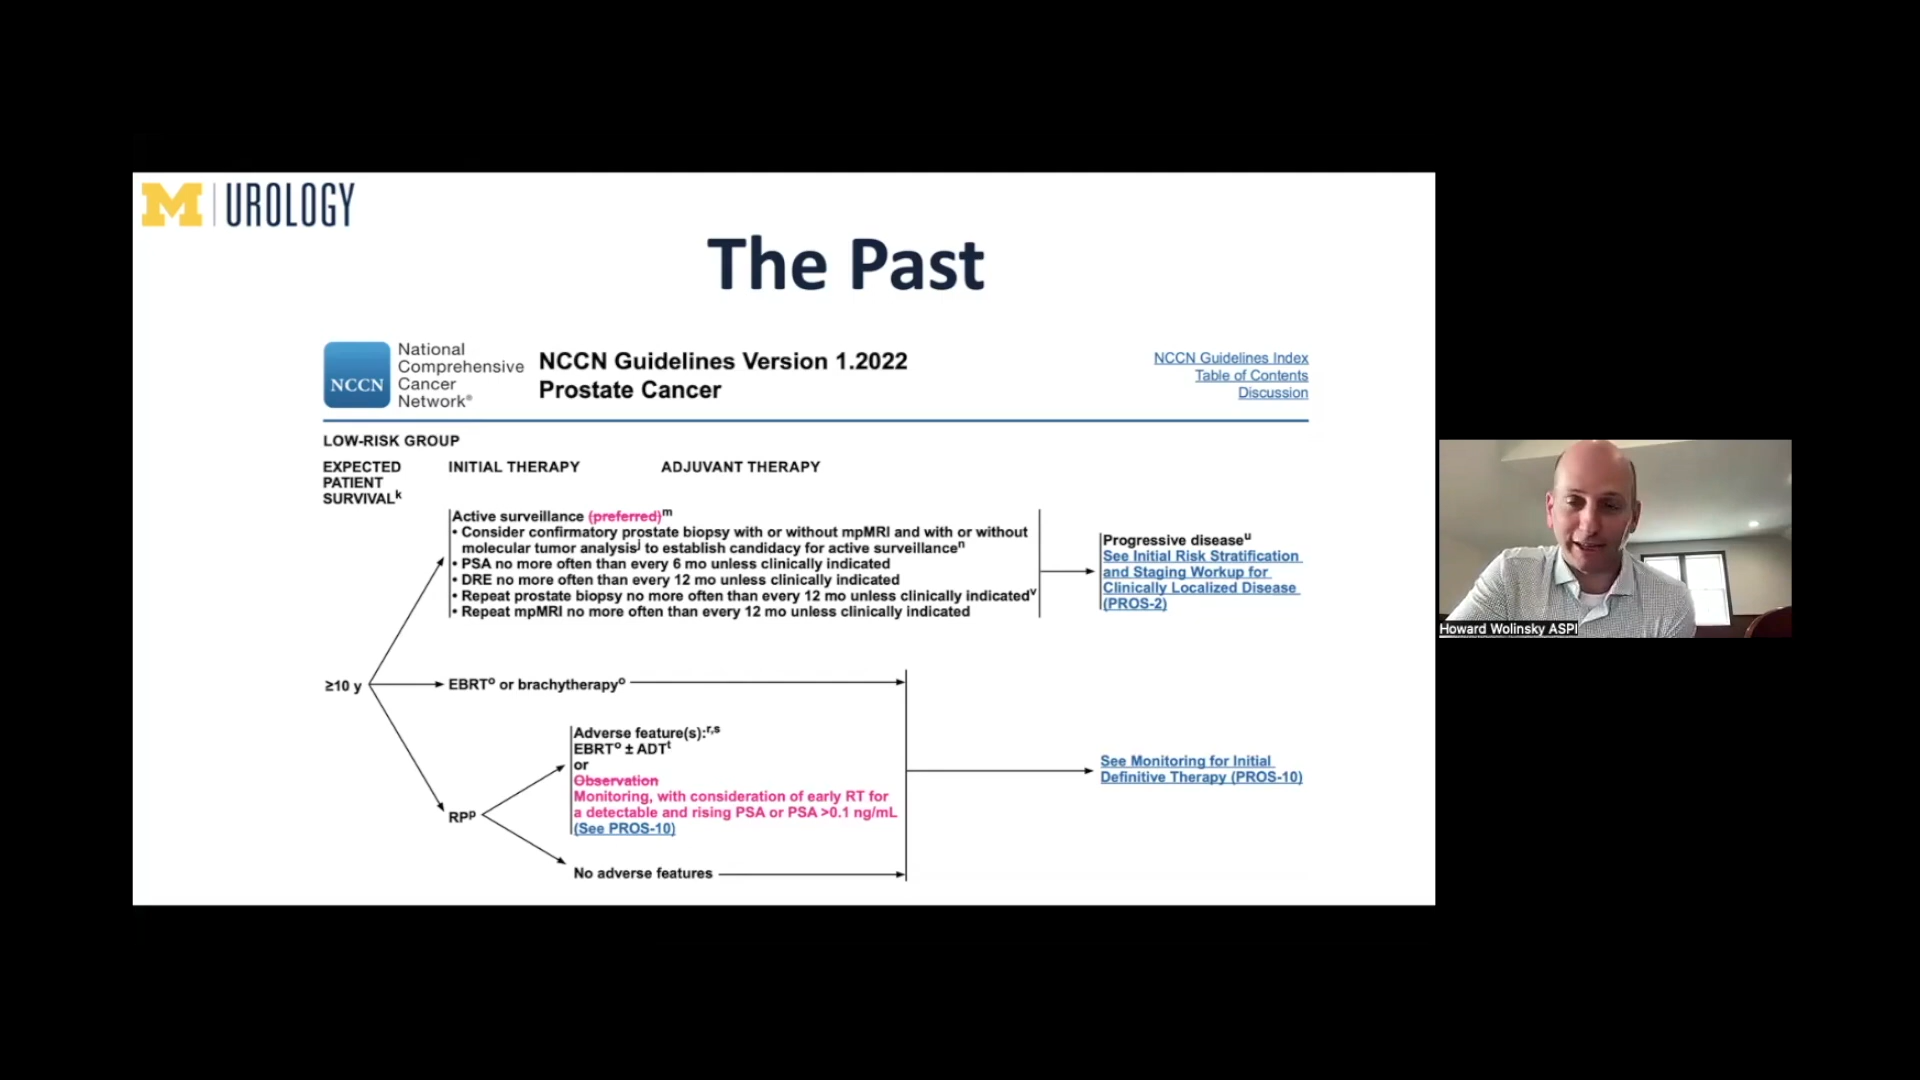 M | UROLOGY
The Past
NCCN
National
Comprehensive
Cancer
Network®
NCCN Guidelines Version 1.2022
Prostate Cancer
NCCN Guidelines Index
Table of Contents
Discussion
LOW-RISK GROUP
EXPECTED
PATIENT
SURVIVALᵏ
INITIAL THERAPY
ADJUVANT THERAPY
Active surveillance (preferred)ᵐ
• Consider confirmatory prostate biopsy with or without mpMRI and with or without
molecular tumor analysisʲ to establish candidacy for active surveillanceⁿ
• PSA no more often than every 6 mo unless clinically indicated
• DRE no more often than every 12 mo unless clinically indicated
• Repeat prostate biopsy no more often than every 12 mo unless clinically indicatedᵛ
• Repeat mpMRI no more often than every 12 mo unless clinically indicated
Progressive diseaseᵘ
See Initial Risk Stratification
and Staging Workup for
Clinically Localized Disease
(PROS-2)
≥10 y
EBRTᵒ or brachytherapyᵒ
RPᵖ
Adverse feature(s):ʳ,ˢ
EBRTᵒ ± ADTᵗ
or
Observation
Monitoring, with consideration of early RT for
a detectable and rising PSA or PSA >0.1 ng/mL
(See PROS-10)
No adverse features
See Monitoring for Initial
Definitive Therapy (PROS-10)
Howard Wolinsky ASPI